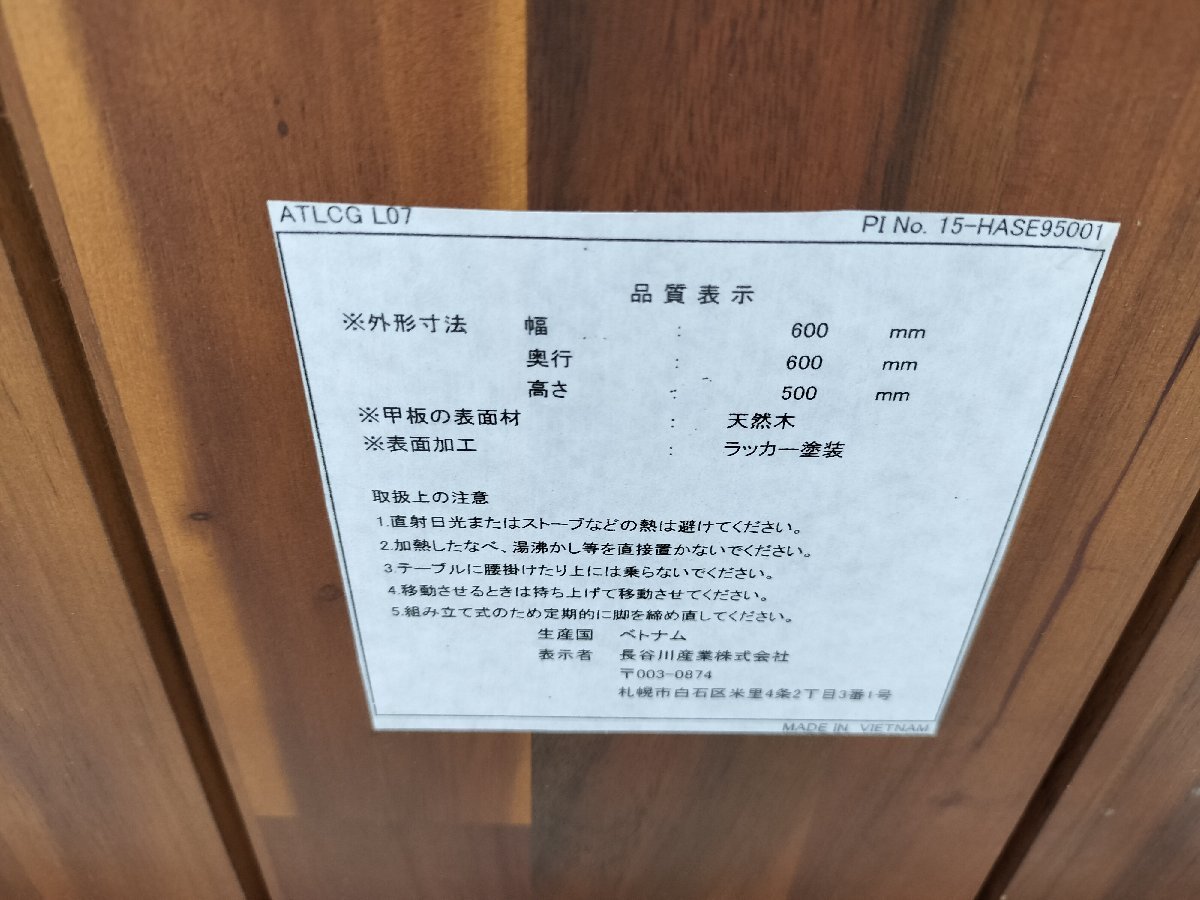 ATLCG L07 PI No. 15-HASE95001
品質表示
※外形寸法 幅 : 600 mm
奥行 : 600 mm
高さ : 500 mm
※甲板の表面材 : 天然木
※表面加工 : ラッカー塗装
取扱上の注意
1.直射日光またはストーブなどの熱は避けてください。
2.加熱したなべ、湯沸かし等を直接置かないでください。
3.テーブルに腰掛けたり上には乗らないでください。
4.移動させるときは持ち上げて移動させてください。
5.組み立て式のため定期的に脚を締め直してください。
生産国 ベトナム
表示者 長谷川産業株式会社
〒003-0874
札幌市白石区米里4条2丁目3番1号
MADE IN VIETNAM